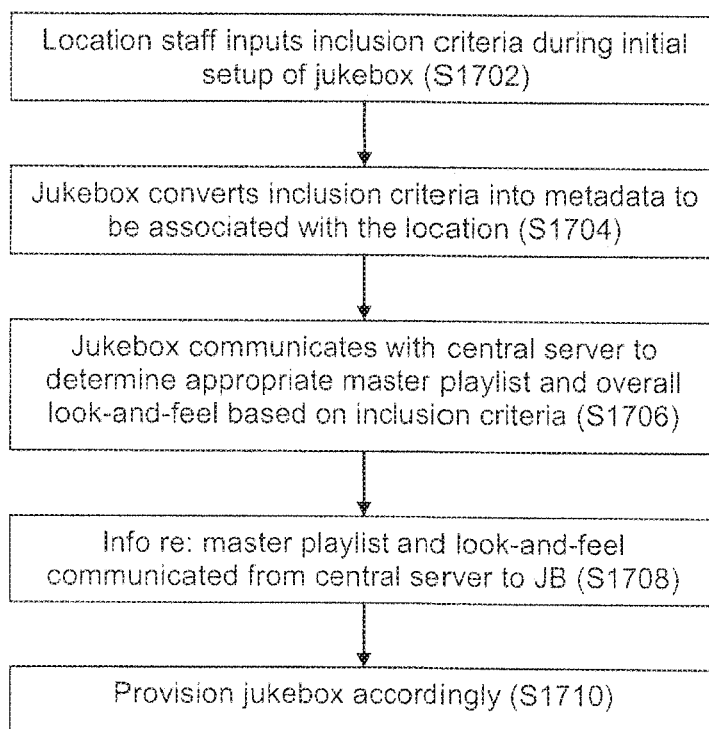 Location staff inputs inclusion criteria during initial
setup of jukebox (S1702)
Jukebox converts inclusion criteria into metadata to
be associated with the location (S1704)
Jukebox communicates with central server to
determine appropriate master playlist and overall
look-and-feel based on inclusion criteria (S1706)
Info re: master playlist and look-and-feel
communicated from central server to JB (S1708)
Provision jukebox accordingly (S1710)